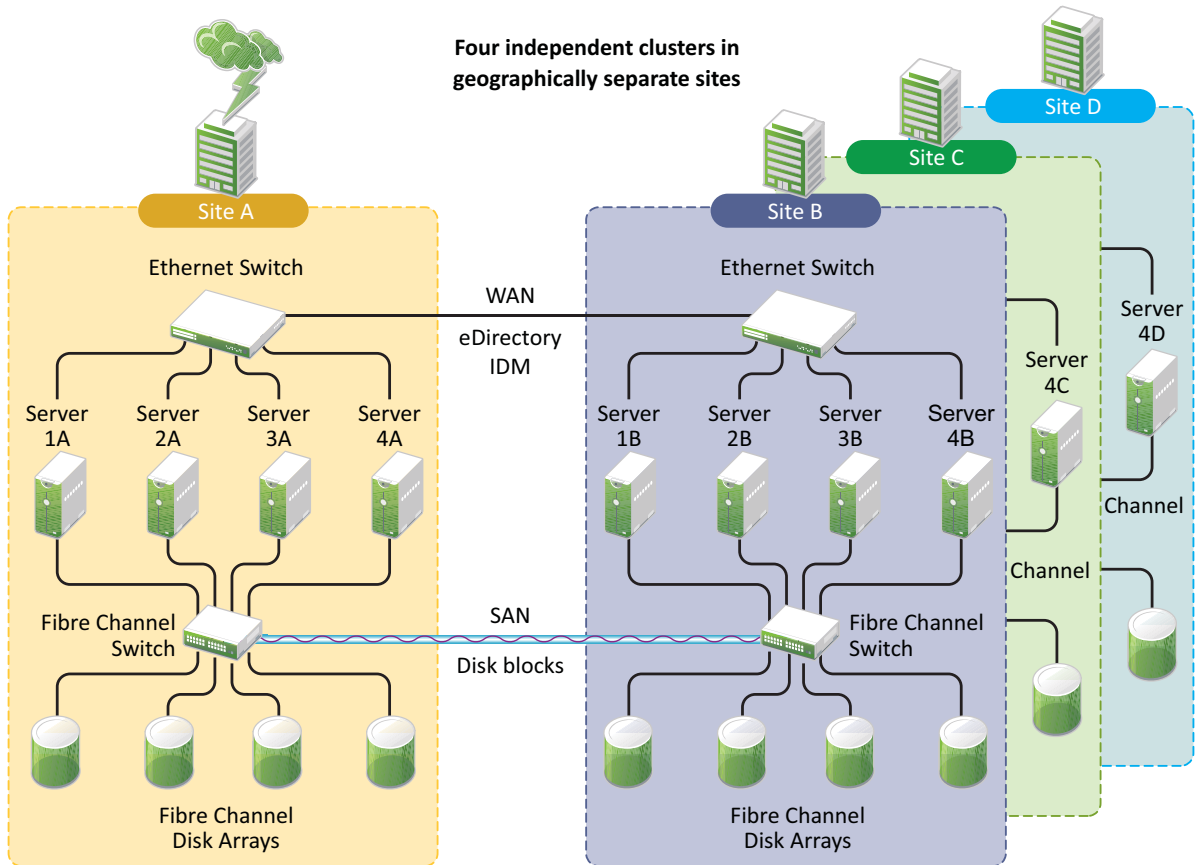 Four independent clusters in
geographically separate sites
Site D
Site C
Site A
Site B
Ethernet Switch
Ethernet Switch
WAN
eDirectory
IDM
Server
4D
Server
4C
Server
1A
Server
2A
Server
3A
Server
4A
Server
1B
Server
2B
Server
3B
Server
4B
Channel
Channel
Fibre Channel
Switch
SAN
Disk blocks
Fibre Channel
Switch
Fibre Channel
Disk Arrays
Fibre Channel
Disk Arrays